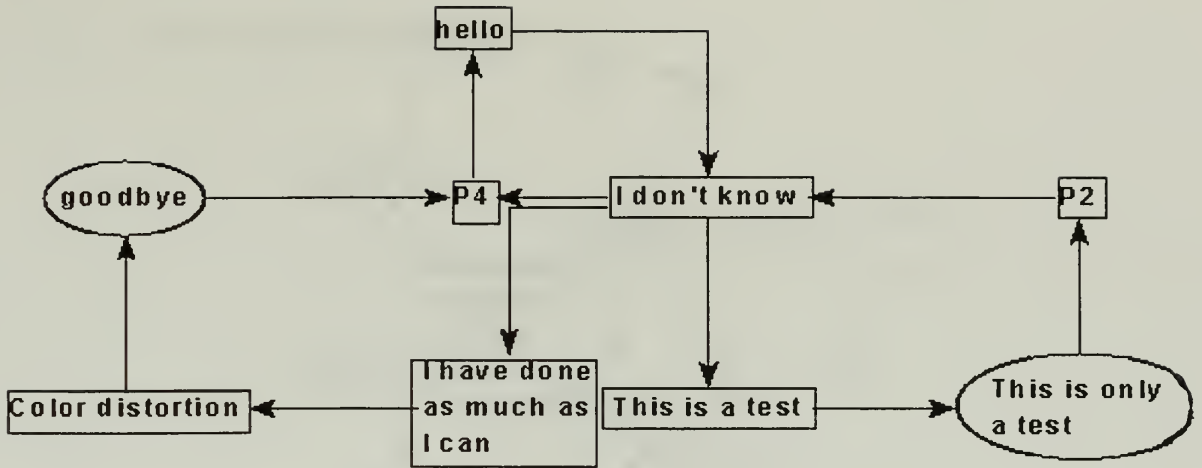 hello
goodbye
P4
I don't know
P2
I have done
as much as
I can
Color distortion
This is a test
This is only
a test